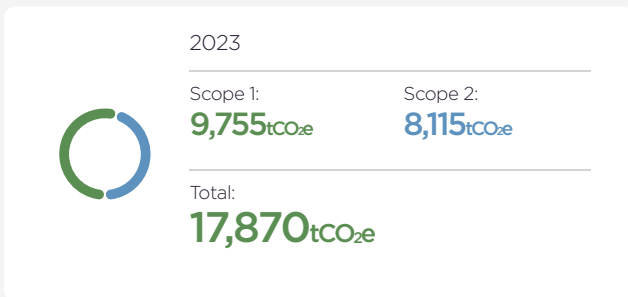 2023
Scope 1: Scope 2:
9,755tCO₂e 8,115tCO₂e
Total:
17,870tCO₂e